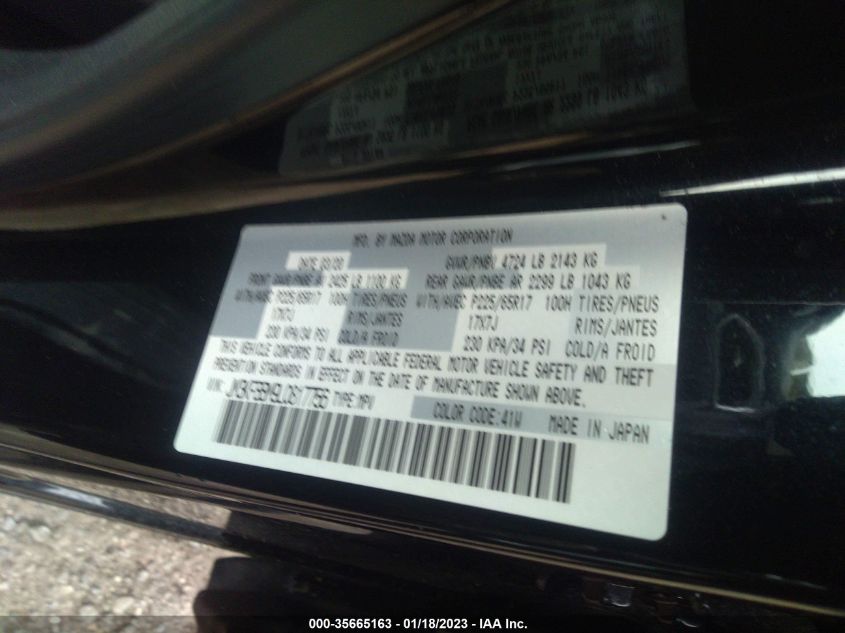 MFD. BY MAZDA MOTOR CORPORATION
DATE 03/20 GVWR/PNBV 4724 LB 2143 KG
FRONT GAWR/PNBE AV 2426 LB 1100 KG REAR GAWR/PNBE AR 2299 LB 1043 KG
WITH/AVEC P225/65R17 100H TIRES/PNEUS WITH/AVEC P225/65R17 100H TIRES/PNEUS
17X7J RIMS/JANTES 17X7J RIMS/JANTES
230 KPA/34 PSI COLD/A FROID 230 KPA/34 PSI COLD/A FROID
THIS VEHICLE CONFORMS TO ALL APPLICABLE FEDERAL MOTOR VEHICLE SAFETY AND THEFT
PREVENTION STANDARDS IN EFFECT ON THE DATE OF MANUFACTURE SHOWN ABOVE.
VIN: TYPE: MPV COLOR CODE: 41W MADE IN JAPAN
000-35665163 - 01/18/2023 - IAA Inc.